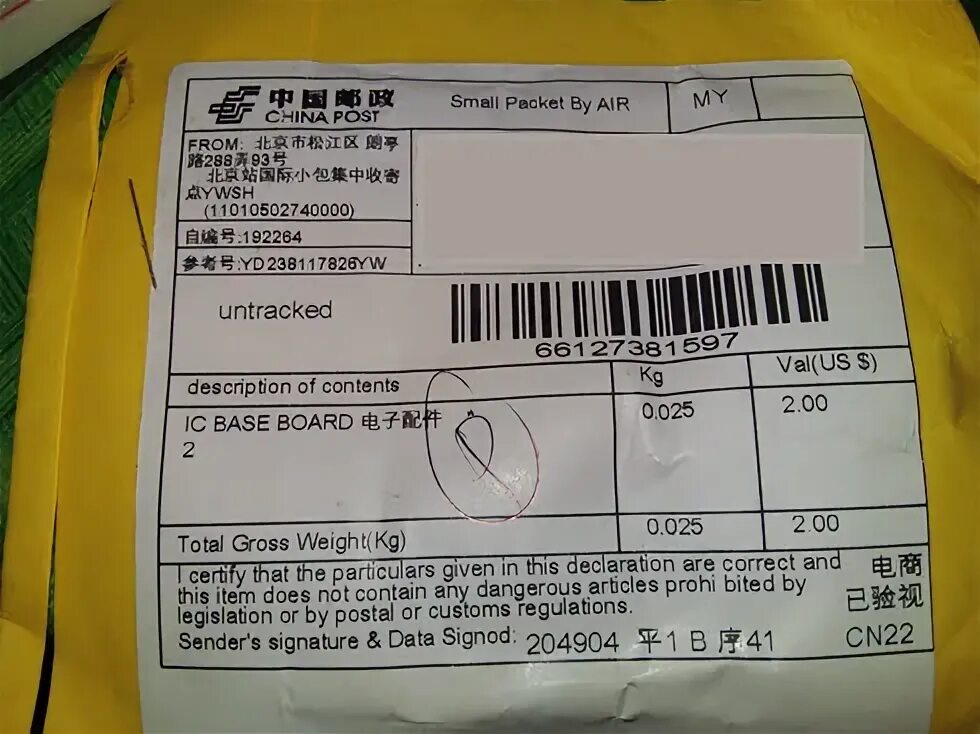 中国邮政
CHINA POST
Small Packet By AIR
MY
FROM: 北京市松江区 朗亭
路288弄93号
北京站国际小包集中收寄
点YWSH
(11010502740000)
自编号:192264
参考号:YD238117826YW
untracked
66127381597
description of contents
Kg
Val(US $)
IC BASE BOARD 电子配件
2
0.025
2.00
Total Gross Weight(Kg)
0.025
2.00
I certify that the particulars given in this declaration are correct and
this item does not contain any dangerous articles prohi bited by
legislation or by postal or customs regulations.
Sender's signature & Data Signod: 204904 平1 B 序41
电商
已验视
CN22